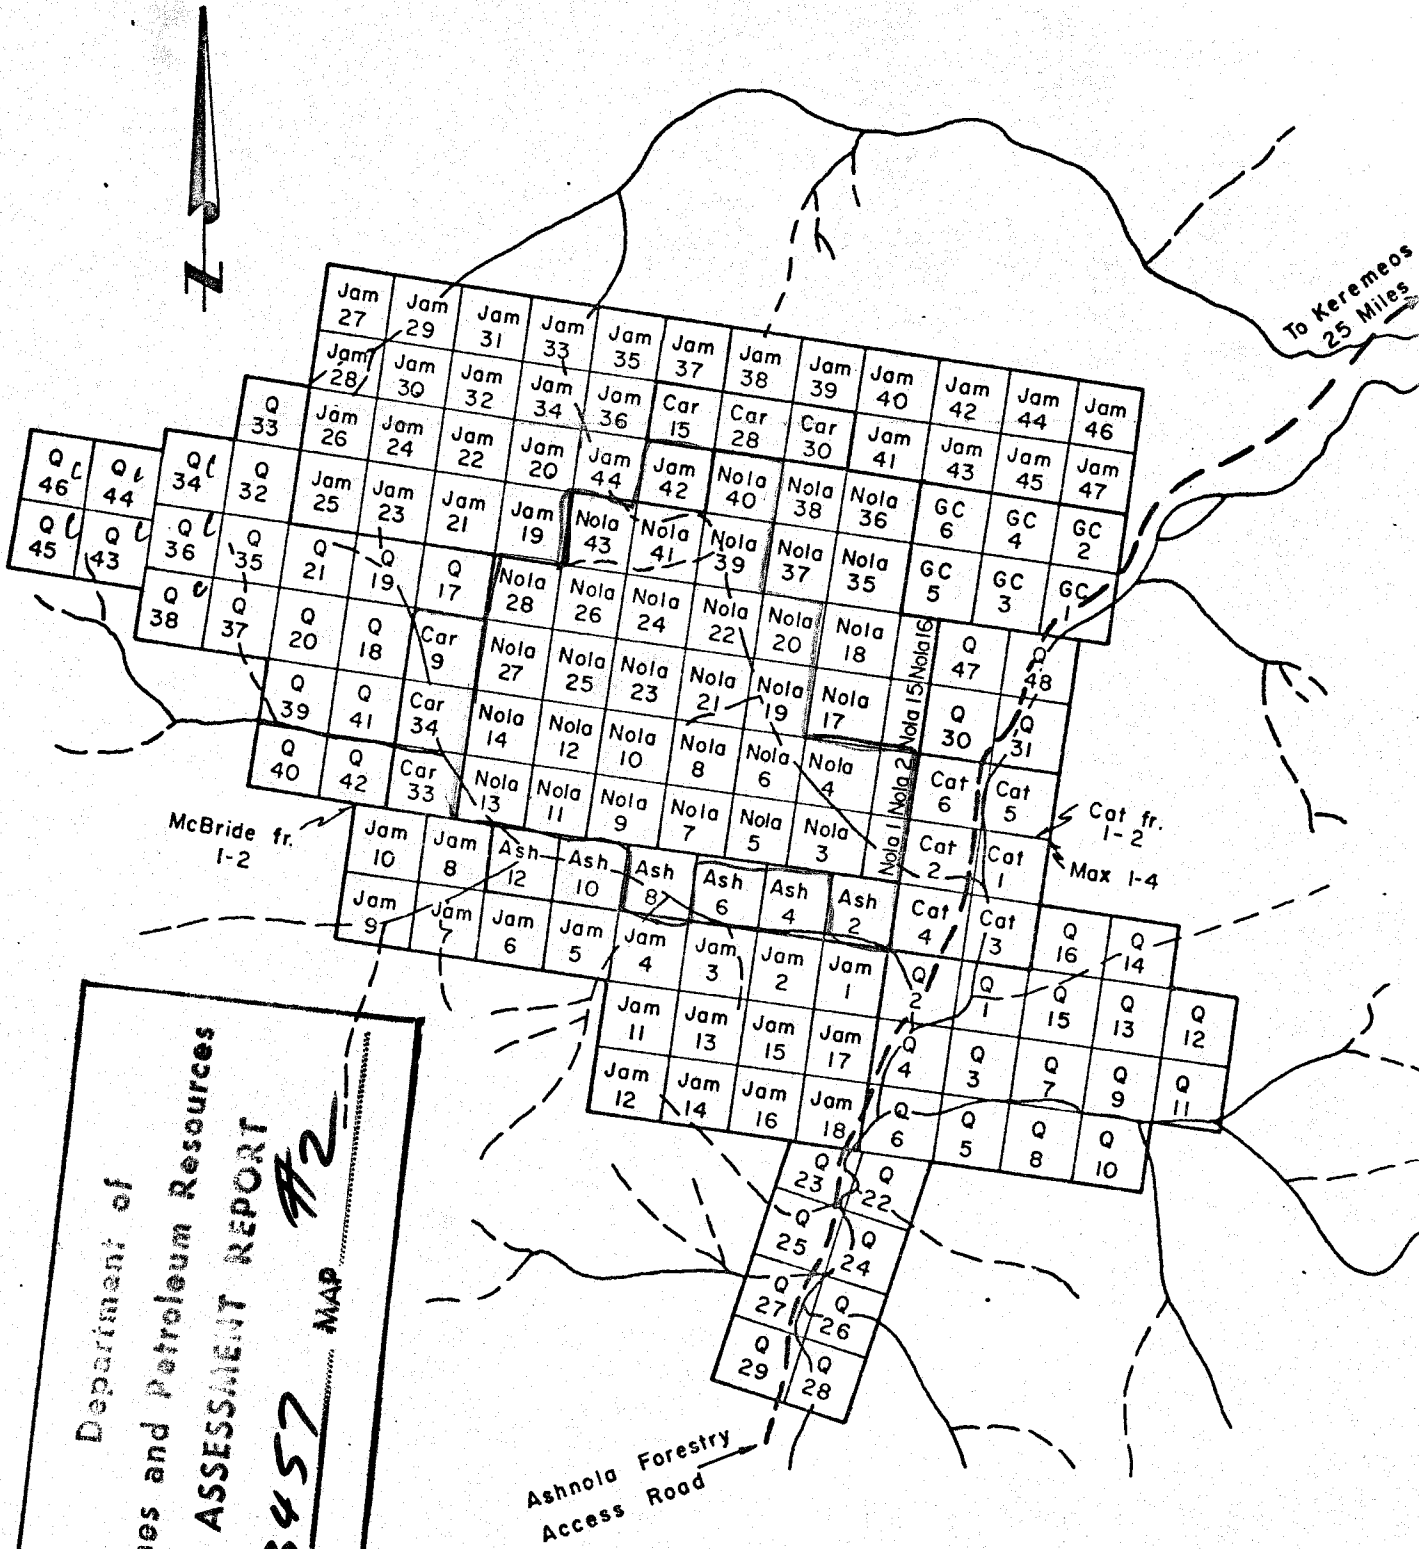 N
To Keremeos
25 Miles
Jam 27
Jam 29
Jam 31
Jam 33
Jam 35
Jam 37
Jam 38
Jam 39
Jam 40
Jam 42
Jam 44
Jam 46
Jam 28
Jam 30
Jam 32
Jam 34
Jam 36
Car 15
Car 28
Car 30
Jam 41
Jam 43
Jam 45
Jam 47
Q 33
Jam 26
Jam 24
Jam 22
Jam 20
Jam 44
Jam 42
Nola 40
Nola 38
Nola 36
GC 6
GC 4
GC 2
Q 46
Q 44
Q 34
Q 32
Jam 25
Jam 23
Jam 21
Jam 19
Nola 43
Nola 41
Nola 39
Nola 37
Nola 35
GC 5
GC 3
GC 1
Q 45
Q 43
Q 36
Q 35
Q 21
Q 19
Q 17
Nola 28
Nola 26
Nola 24
Nola 22
Nola 20
Nola 18
Nola 16
Q 47
Q 48
Q 38
Q 37
Q 20
Q 18
Car 9
Nola 27
Nola 25
Nola 23
Nola 21
Nola 19
Nola 17
Nola 15
Q 30
Q 31
Q 39
Q 41
Car 34
Nola 14
Nola 12
Nola 10
Nola 8
Nola 6
Nola 4
Nola 2
Cat 6
Cat 5
Q 40
Q 42
Car 33
Nola 13
Nola 11
Nola 9
Nola 7
Nola 5
Nola 3
Nola 1
Cat 2
Cat 1
Cat fr.
1-2
Max 1-4
McBride fr.
1-2
Jam 10
Jam 8
Ash 12
Ash 10
Ash 8
Ash 6
Ash 4
Ash 2
Cat 4
Cat 3
Q 16
Q 14
Jam 9
Jam 7
Jam 6
Jam 5
Jam 4
Jam 3
Jam 2
Jam 1
Q 2
Q 1
Q 15
Q 13
Q 12
Jam 11
Jam 13
Jam 15
Jam 17
Q 4
Q 3
Q 7
Q 9
Q 11
Jam 12
Jam 14
Jam 16
Jam 18
Q 6
Q 5
Q 8
Q 10
Q 23
Q 22
Q 25
Q 24
Q 27
Q 26
Q 29
Q 28
Ashnola Forestry
Access Road
Department of
and Petroleum Resources
ASSESSMENT REPORT
457 MAP #2